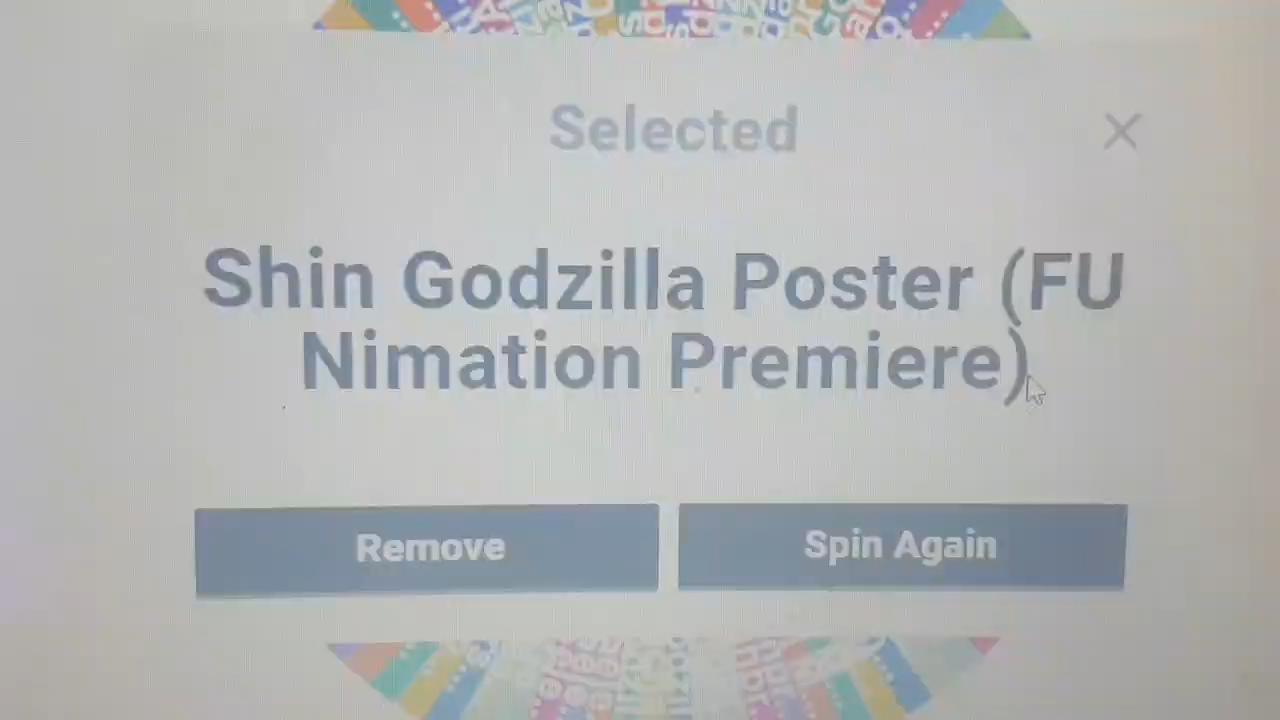 Selected
Shin Godzilla Poster (FU
Nimation Premiere)
Remove
Spin Again